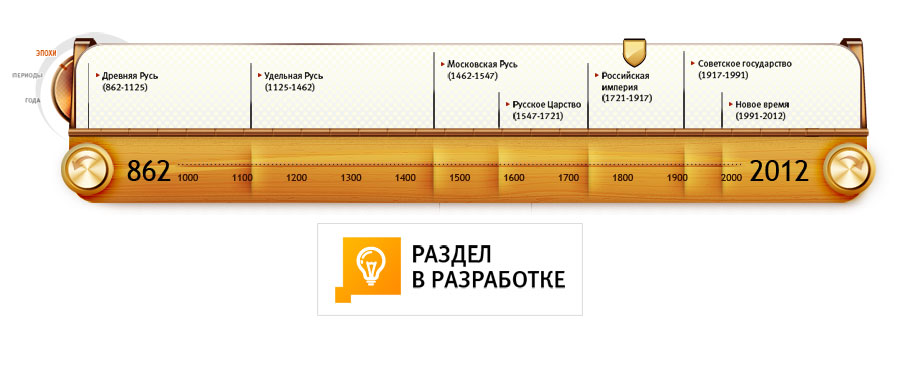 ЭПОХИ
ПЕРИОДЫ
ГОДА
Древняя Русь
(862-1125)
Удельная Русь
(1125-1462)
Московская Русь
(1462-1547)
Русское Царство
(1547-1721)
Российская
империя
(1721-1917)
Советское государство
(1917-1991)
Новое время
(1991-2012)
862
1000 1100 1200 1300 1400 1500 1600 1700 1800 1900 2000
2012
РАЗДЕЛ
В РАЗРАБОТКЕ